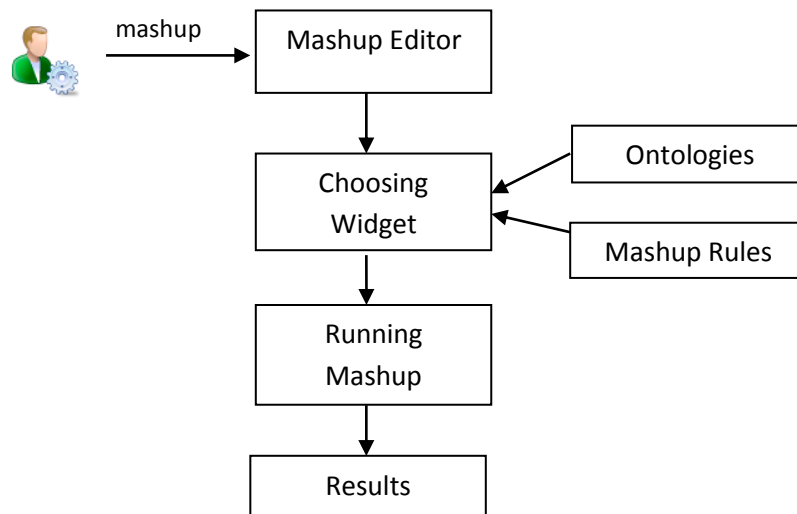 mashup
Mashup Editor
Choosing
Widget
Ontologies
Mashup Rules
Running
Mashup
Results